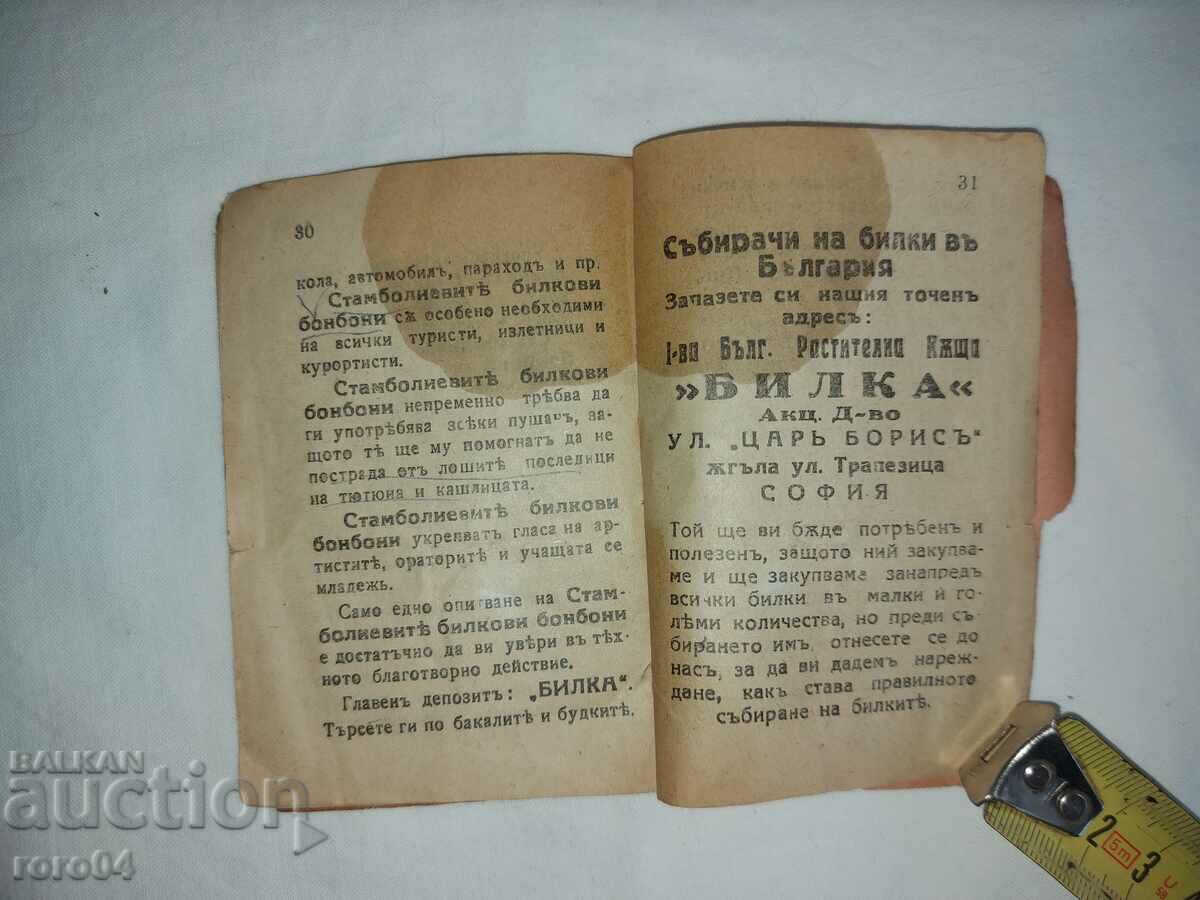 30
кола, автомобилъ, параходъ и пр.
Стамболиевитѣ билкови
бонбони сѫ особено необходими
на всички туристи, излетници и
курортисти.
Стамболиевитѣ билкови
бонбони непременно трѣбва да
ги употрѣбява всѣки пушачъ, за-
щото тѣ ще му помогнатъ да не
пострада отъ лошитѣ последици
на тютюна и кашлицата.
Стамболиевитѣ билкови
бонбони укрепватъ гласа на ар-
тиститѣ, ораторитѣ и учащата се
младежь.
Само едно опитване на Стам-
болиевитѣ билкови бонбони
е достатъчно да ви увѣри въ тѣх-
ното благотворно действие.
Главенъ депозитъ: „БИЛКА“.
Търсете ги по бакалитѣ и будкитѣ.
31
Събирачи на билки въ
България
Запазете си нашия точенъ
адресъ:
I-ва Бълг. Растителна Кѫща
»БИЛКА«
Акц. Д-во
УЛ. „ЦАРЬ БОРИСЪ“
ѫгъла ул. Трапезица
СОФИЯ
Той ще ви бѫде потрѣбенъ и
полезенъ, защото ний закупва-
ме и ще закупваме занапредъ
всички билки въ малки и го-
лѣми количества, но преди съ-
бирането имъ, отнесете се до
насъ, за да ви дадемъ нареж-
дане, какъ става правилното
събиране на билкитѣ.
BALKAN
auction
roro04
2
5m
3